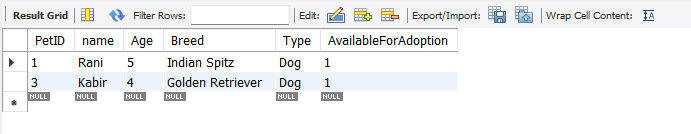 Result Grid Filter Rows: Edit: Export/Import: Wrap Cell Content: IA
PetID name Age Breed Type AvailableForAdoption
1 Rani 5 Indian Spitz Dog 1
3 Kabir 4 Golden Retriever Dog 1
NULL NULL NULL NULL NULL NULL